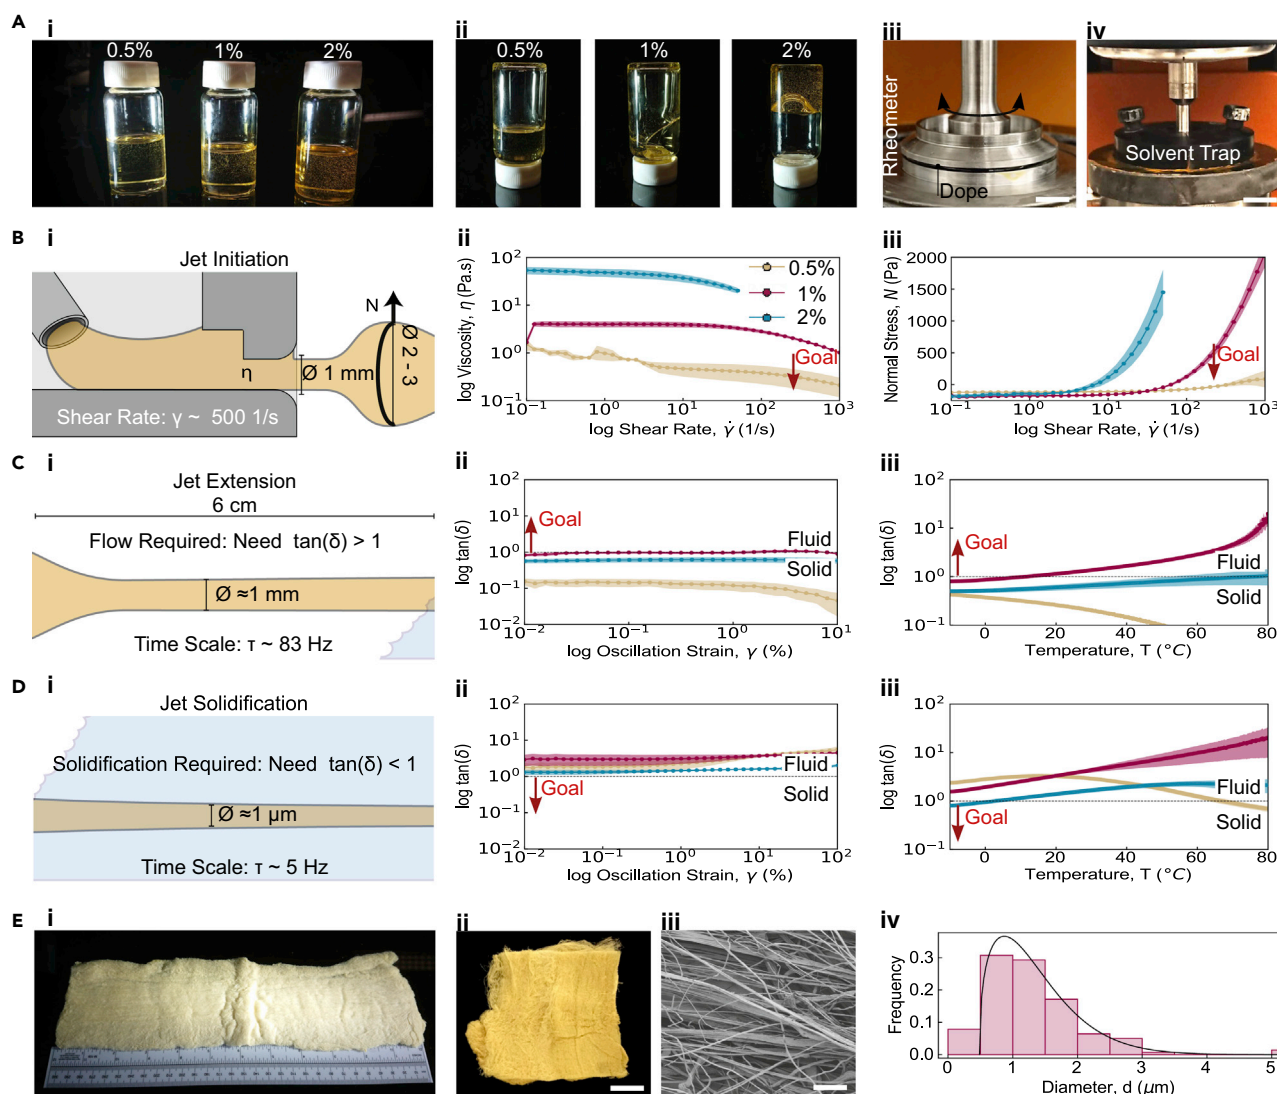 A
i
0.5%
1%
2%
ii
0.5%
1%
2%
iii
Rheometer
Dope
iv
Solvent Trap
B
i
Jet Initiation
N
η
Ø 1 mm
Ø 2 - 3
Shear Rate: γ ~ 500 1/s
ii
log Viscosity, η (Pa.s)
10²
10¹
10⁰
10⁻¹
0.5%
1%
2%
Goal
10⁻¹ 10⁰ 10¹ 10² 10³
log Shear Rate, γ̇ (1/s)
iii
Normal Stress, N (Pa)
2000
1500
1000
500
0
Goal
10⁻¹ 10⁰ 10¹ 10² 10³
log Shear Rate, γ̇ (1/s)
C
i
Jet Extension
6 cm
Flow Required: Need tan(δ) > 1
Ø ≈1 mm
Time Scale: τ ~ 83 Hz
ii
log tan(δ)
10²
10¹
10⁰
10⁻¹
10⁻²
Goal
Fluid
Solid
10⁻² 10⁻¹ 10⁰ 10¹
log Oscillation Strain, γ (%)
iii
log tan(δ)
10²
10¹
10⁰
10⁻¹
Goal
Fluid
Solid
0 20 40 60 80
Temperature, T (°C)
D
i
Jet Solidification
Solidification Required: Need tan(δ) < 1
Ø ≈1 μm
Time Scale: τ ~ 5 Hz
ii
log tan(δ)
10²
10¹
10⁰
10⁻¹
10⁻²
Fluid
Goal
Solid
10⁻² 10⁻¹ 10⁰ 10¹ 10²
log Oscillation Strain, γ (%)
iii
log tan(δ)
10²
10¹
10⁰
10⁻¹
Fluid
Goal
Solid
0 20 40 60 80
Temperature, T (°C)
E
i
ii
iii
iv
Frequency
0.3
0.2
0.1
0.0
0 1 2 3 4 5
Diameter, d (μm)